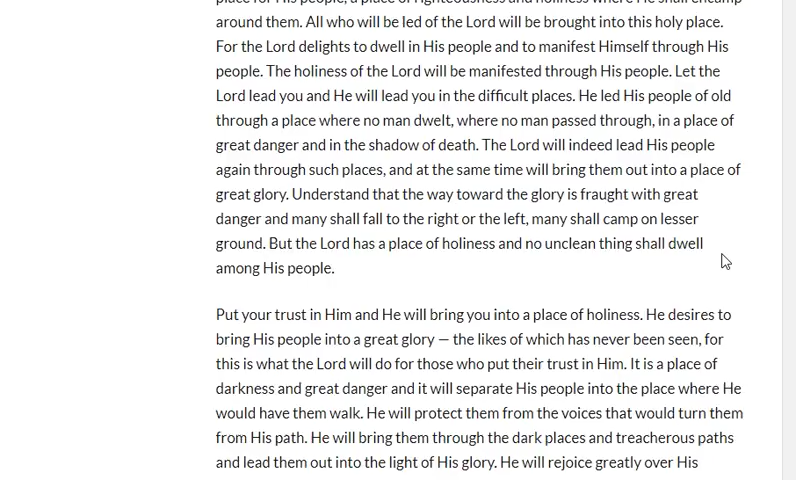 place for His people, a place of righteousness and holiness where He shall encamp
around them. All who will be led of the Lord will be brought into this holy place.
For the Lord delights to dwell in His people and to manifest Himself through His
people. The holiness of the Lord will be manifested through His people. Let the
Lord lead you and He will lead you in the difficult places. He led His people of old
through a place where no man dwelt, where no man passed through, in a place of
great danger and in the shadow of death. The Lord will indeed lead His people
again through such places, and at the same time will bring them out into a place of
great glory. Understand that the way toward the glory is fraught with great
danger and many shall fall to the right or the left, many shall camp on lesser
ground. But the Lord has a place of holiness and no unclean thing shall dwell
among His people.
Put your trust in Him and He will bring you into a place of holiness. He desires to
bring His people into a great glory — the likes of which has never been seen, for
this is what the Lord will do for those who put their trust in Him. It is a place of
darkness and great danger and it will separate His people into the place where He
would have them walk. He will protect them from the voices that would turn them
from His path. He will bring them through the dark places and treacherous paths
and lead them out into the light of His glory. He will rejoice greatly over His